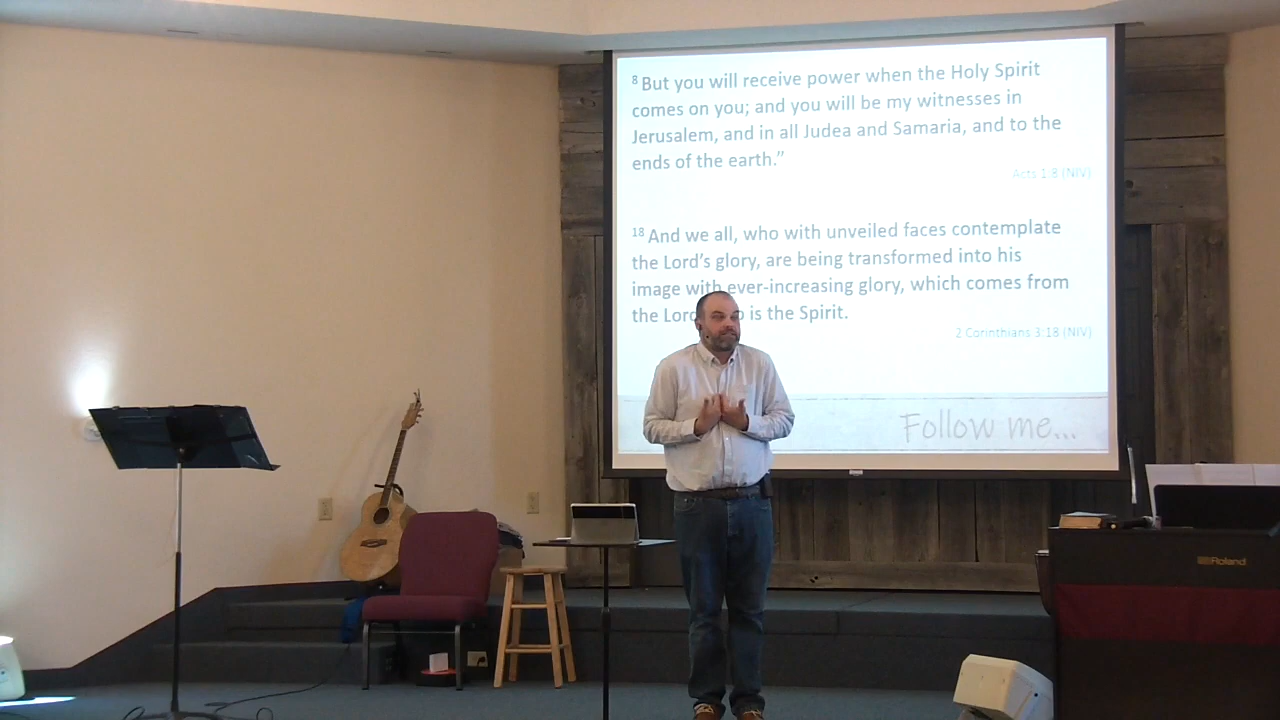 8 But you will receive power when the Holy Spirit
comes on you; and you will be my witnesses in
Jerusalem, and in all Judea and Samaria, and to the
ends of the earth.”
Acts 1:8 (NIV)
18 And we all, who with unveiled faces contemplate
the Lord’s glory, are being transformed into his
image with ever-increasing glory, which comes from
the is the Spirit.
2 Corinthians 3:18 (NIV)
Follow me...
Roland